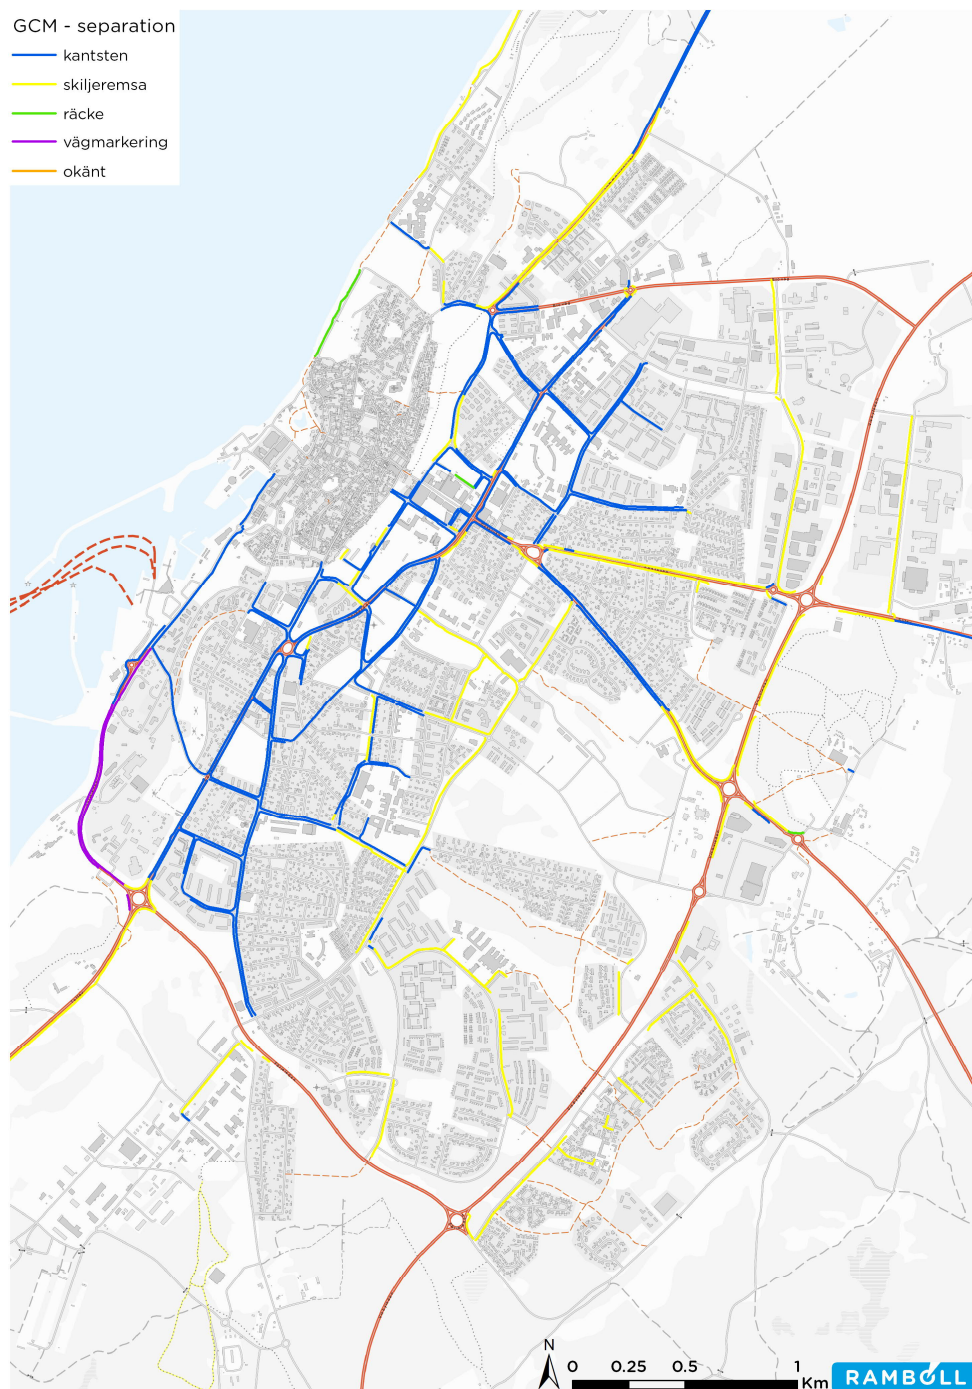 GCM - separation
kantsten
skiljeremsa
räcke
vägmarkering
okänt
N
0 0.25 0.5 1
Km
RAMBOLL